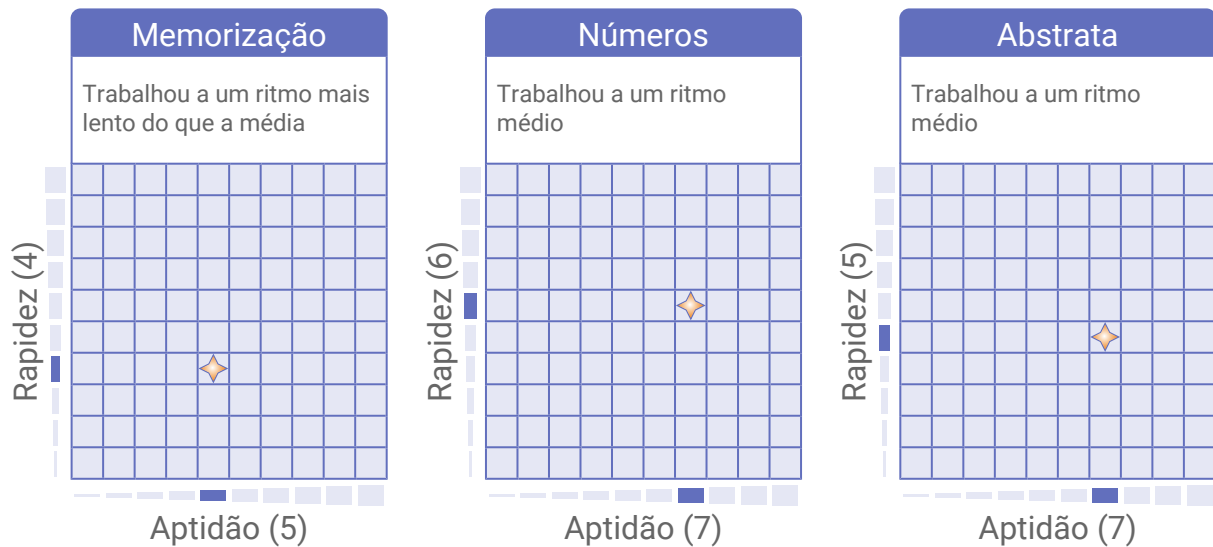 Memorização
Trabalhou a um ritmo mais
lento do que a média
Rapidez (4)
Aptidão (5)
Números
Trabalhou a um ritmo
médio
Rapidez (6)
Aptidão (7)
Abstrata
Trabalhou a um ritmo
médio
Rapidez (5)
Aptidão (7)